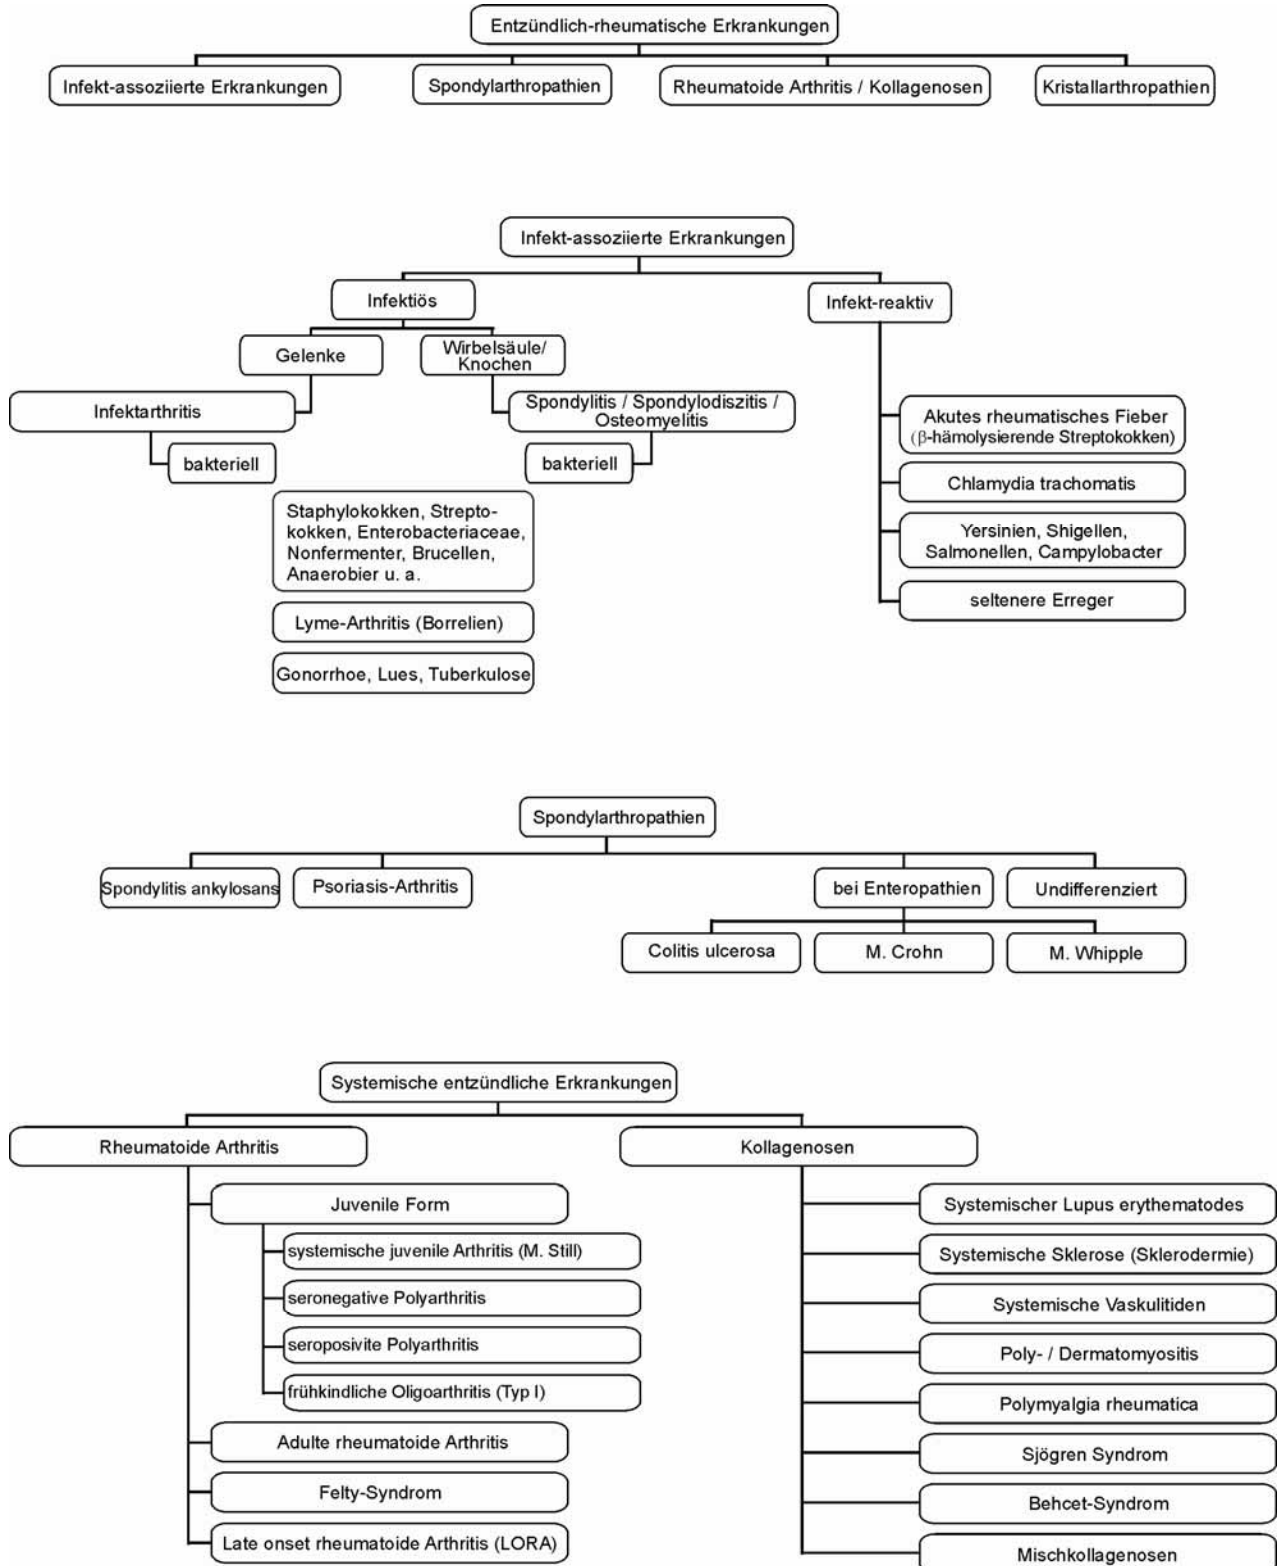 Entzündlich-rheumatische Erkrankungen
Infekt-assoziierte Erkrankungen
Spondylarthropathien
Rheumatoide Arthritis / Kollagenosen
Kristallarthropathien
Infekt-assoziierte Erkrankungen
Infektiös
Infekt-reaktiv
Gelenke
Wirbelsäule/
Knochen
Infektarthritis
Spondylitis / Spondylodiszitis /
Osteomyelitis
bakteriell
bakteriell
Staphylokokken, Strepto-
kokken, Enterobacteriaceae,
Nonfermenter, Brucellen,
Anaerobier u. a.
Lyme-Arthritis (Borrelien)
Gonorrhoe, Lues, Tuberkulose
Akutes rheumatisches Fieber
(β-hämolysierende Streptokokken)
Chlamydia trachomatis
Yersinien, Shigellen,
Salmonellen, Campylobacter
seltenere Erreger
Spondylarthropathien
Spondylitis ankylosans
Psoriasis-Arthritis
bei Enteropathien
Undifferenziert
Colitis ulcerosa
M. Crohn
M. Whipple
Systemische entzündliche Erkrankungen
Rheumatoide Arthritis
Kollagenosen
Juvenile Form
systemische juvenile Arthritis (M. Still)
seronegative Polyarthritis
seroposivite Polyarthritis
frühkindliche Oligoarthritis (Typ I)
Adulte rheumatoide Arthritis
Felty-Syndrom
Late onset rheumatoide Arthritis (LORA)
Systemischer Lupus erythematodes
Systemische Sklerose (Sklerodermie)
Systemische Vaskulitiden
Poly- / Dermatomyositis
Polymyalgia rheumatica
Sjögren Syndrom
Behcet-Syndrom
Mischkollagenosen